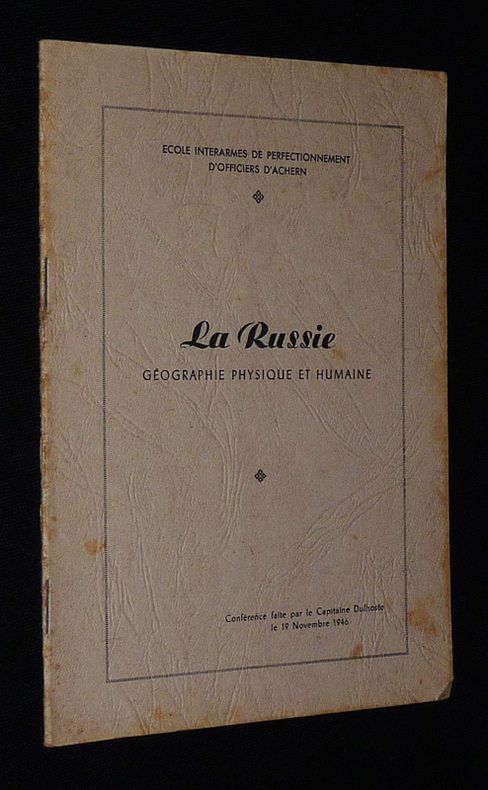 ECOLE INTERARMES DE PERFECTIONNEMENT
D'OFFICIERS D'ACHERN
La Russie
GÉOGRAPHIE PHYSIQUE ET HUMAINE
Conférence faite par le Capitaine Dulhoste
le 19 Novembre 1946